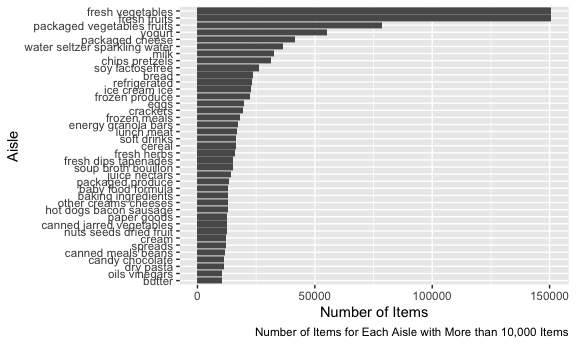 fresh vegetables
fresh fruits
packaged vegetables fruits
yogurt
packaged cheese
water seltzer sparkling water
milk
chips pretzels
soy lactosefree
bread
refrigerated
ice cream ice
frozen produce
eggs
crackers
frozen meals
energy granola bars
lunch meat
soft drinks
cereal
fresh herbs
fresh dips tapenades
soup broth bouillon
juice nectars
packaged produce
baby food formula
baking ingredients
other creams cheeses
hot dogs bacon sausage
paper goods
canned jarred vegetables
nuts seeds dried fruit
cream
spreads
canned meals beans
candy chocolate
dry pasta
oils vinegars
butter
Aisle
0 50000 100000 150000
Number of Items
Number of Items for Each Aisle with More than 10,000 Items